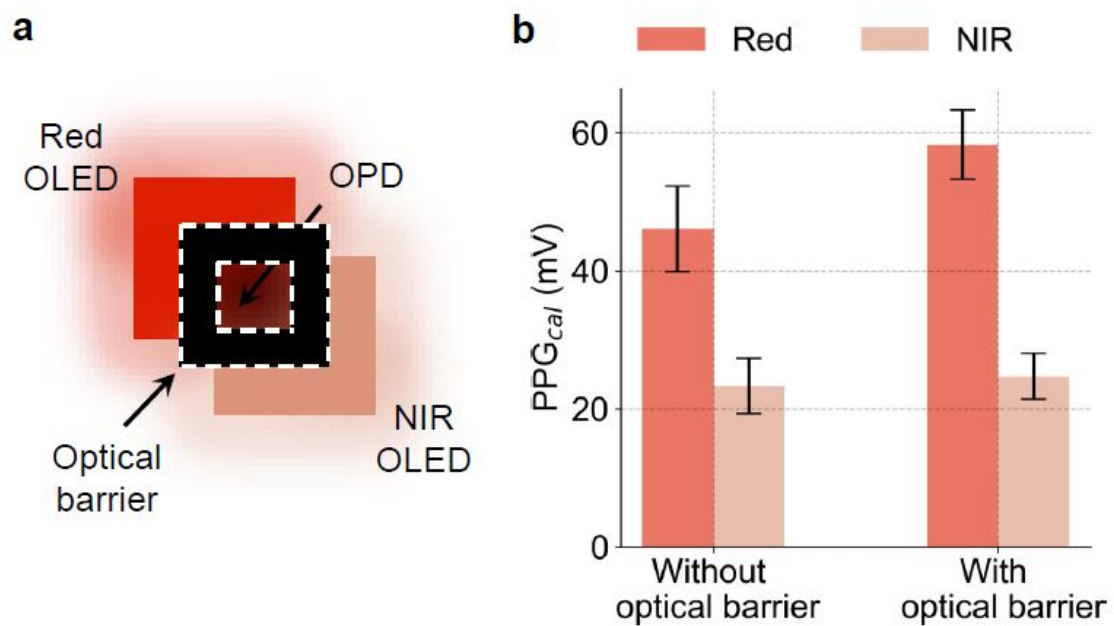 a
Red
OLED
OPD
Optical
barrier
NIR
OLED
b
Red
NIR
PPGcal (mV)
60
40
20
0
Without
optical barrier
With
optical barrier